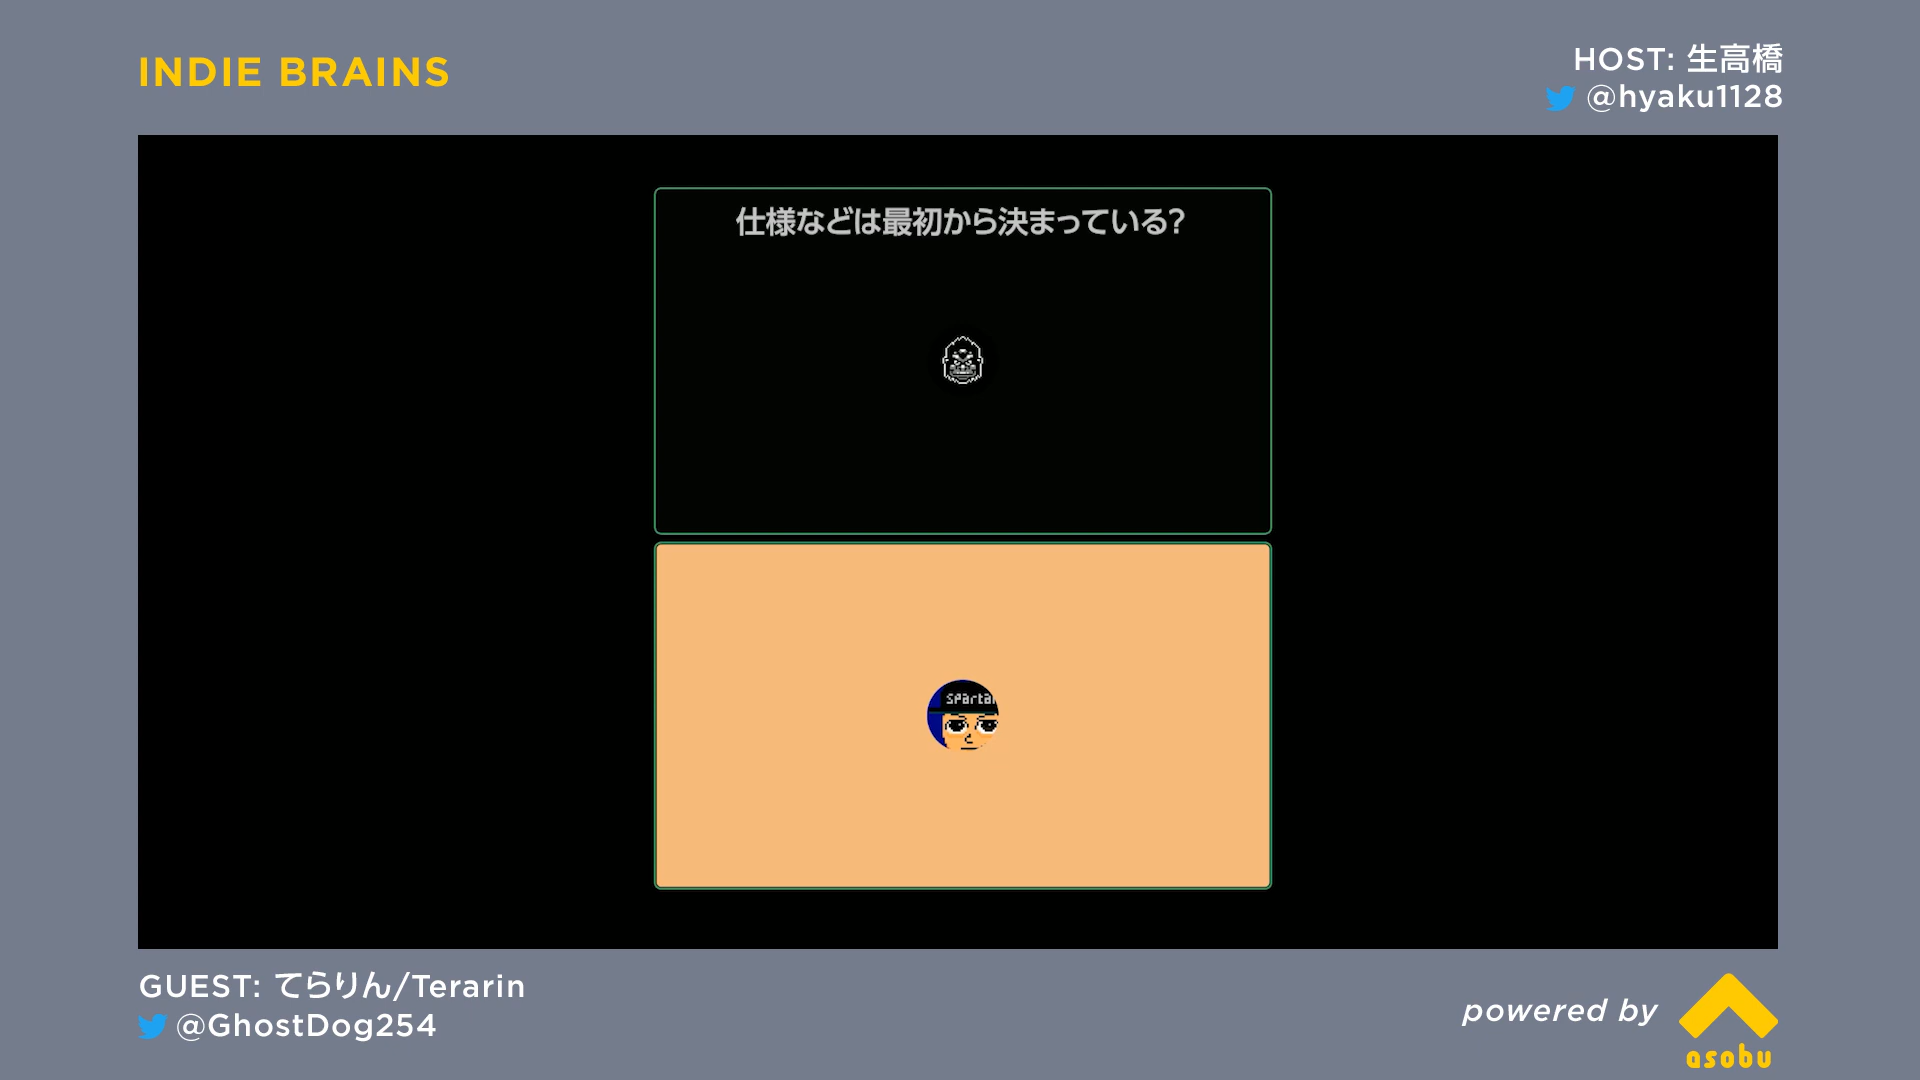 INDIE BRAINS
HOST: 生高橋
@hyaku1128
仕様などは最初から決まっている?
sparta
GUEST: てらりん/Terarin
@GhostDog254
powered by
asobu